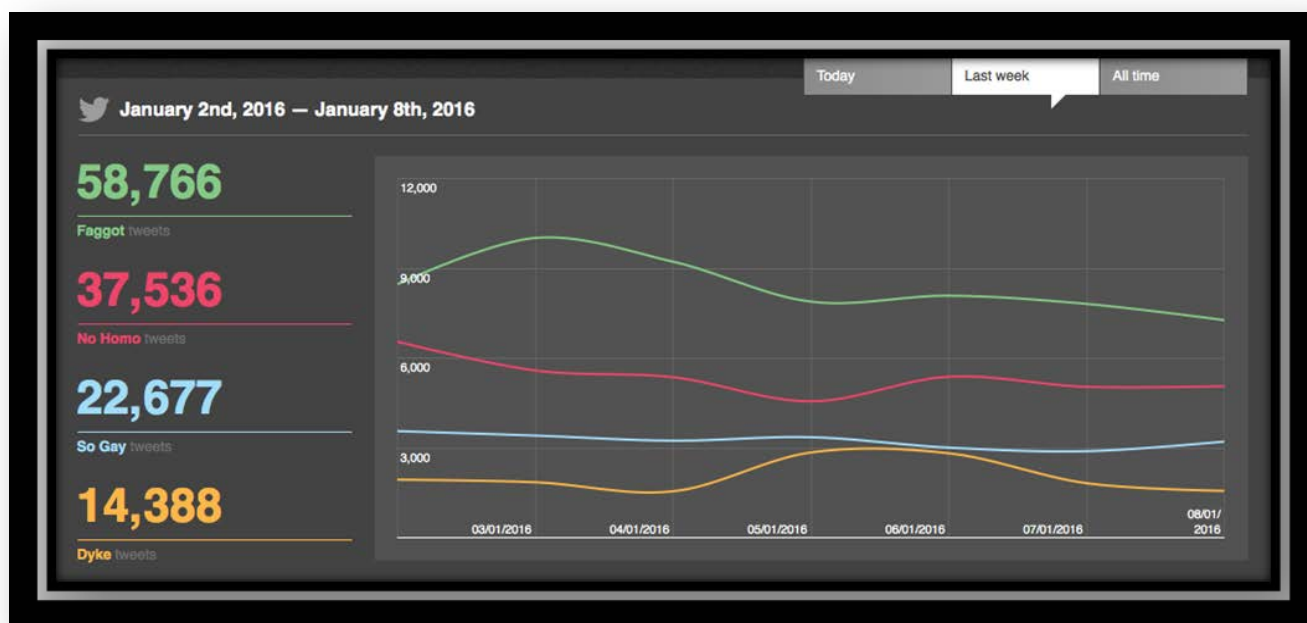 Today
Last week
All time
January 2nd, 2016 — January 8th, 2016
58,766
Faggot tweets
37,536
No Homo tweets
22,677
So Gay tweets
14,388
Dyke tweets
12,000
9,000
6,000
3,000
03/01/2016
04/01/2016
05/01/2016
06/01/2016
07/01/2016
08/01/
2016